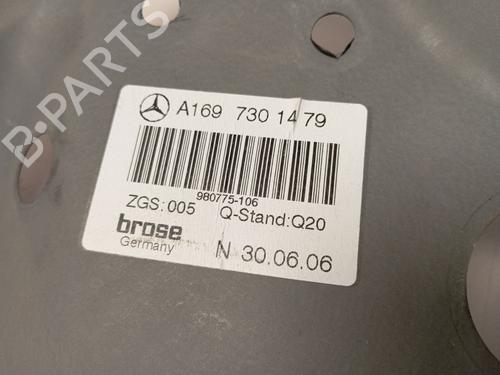 B-PARTS
A169 730 14 79
980775-106
ZGS:005 Q-Stand:Q20
brose
Germany N 30.06.06